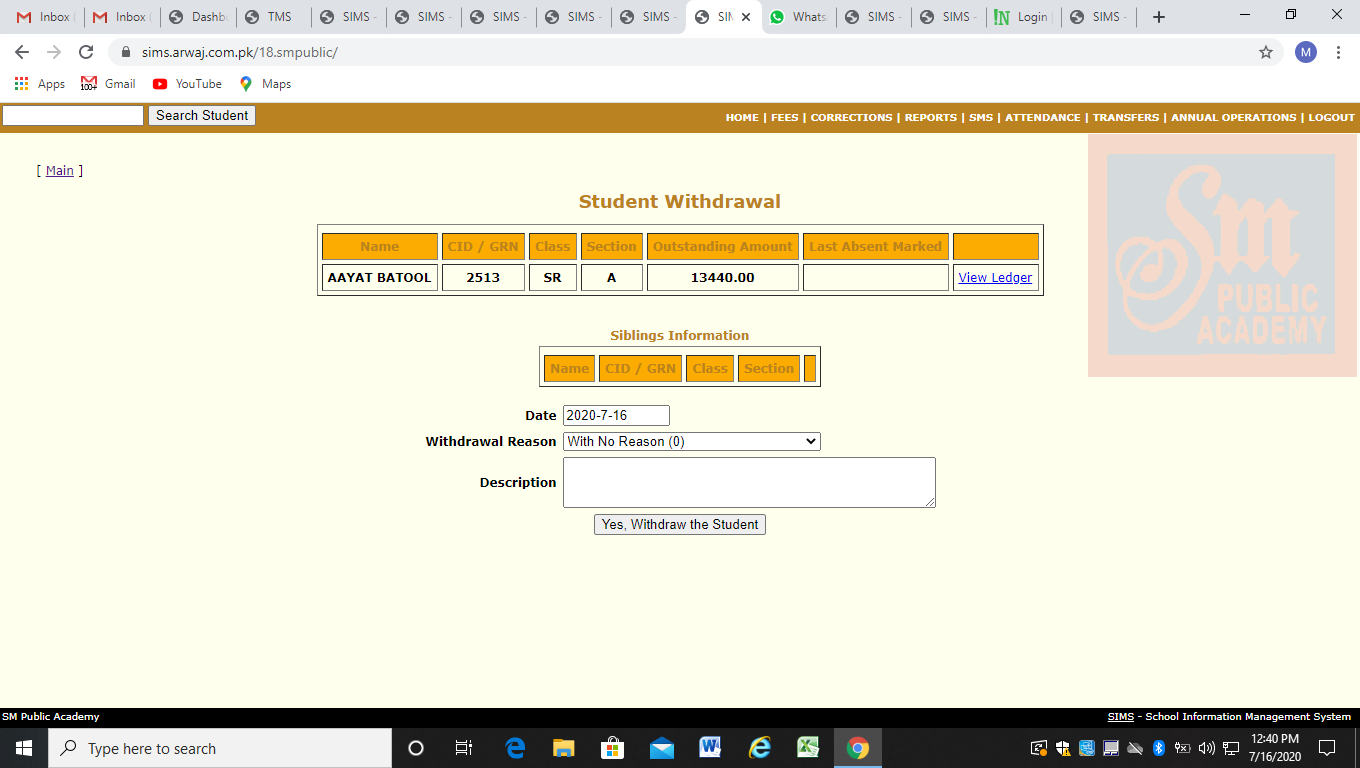 Inbox Inbox Dashb TMS SIMS - SIMS - SIMS - SIMS - SIMS - SIM Whats SIMS - SIMS - Login SIMS -
sims.arwaj.com.pk/18.smpublic/ M
Apps 100+ Gmail YouTube Maps
Search Student HOME | FEES | CORRECTIONS | REPORTS | SMS | ATTENDANCE | TRANSFERS | ANNUAL OPERATIONS | LOGOUT
[ Main ]
Sm
PUBLIC
ACADEMY
Student Withdrawal
Name CID / GRN Class Section Outstanding Amount Last Absent Marked
AAYAT BATOOL 2513 SR A 13440.00 View Ledger
Siblings Information
Name CID / GRN Class Section
Date 2020-7-16
Withdrawal Reason With No Reason (0)
Description
Yes, Withdraw the Student
SM Public Academy SIMS - School Information Management System
Type here to search
12:40 PM
7/16/2020